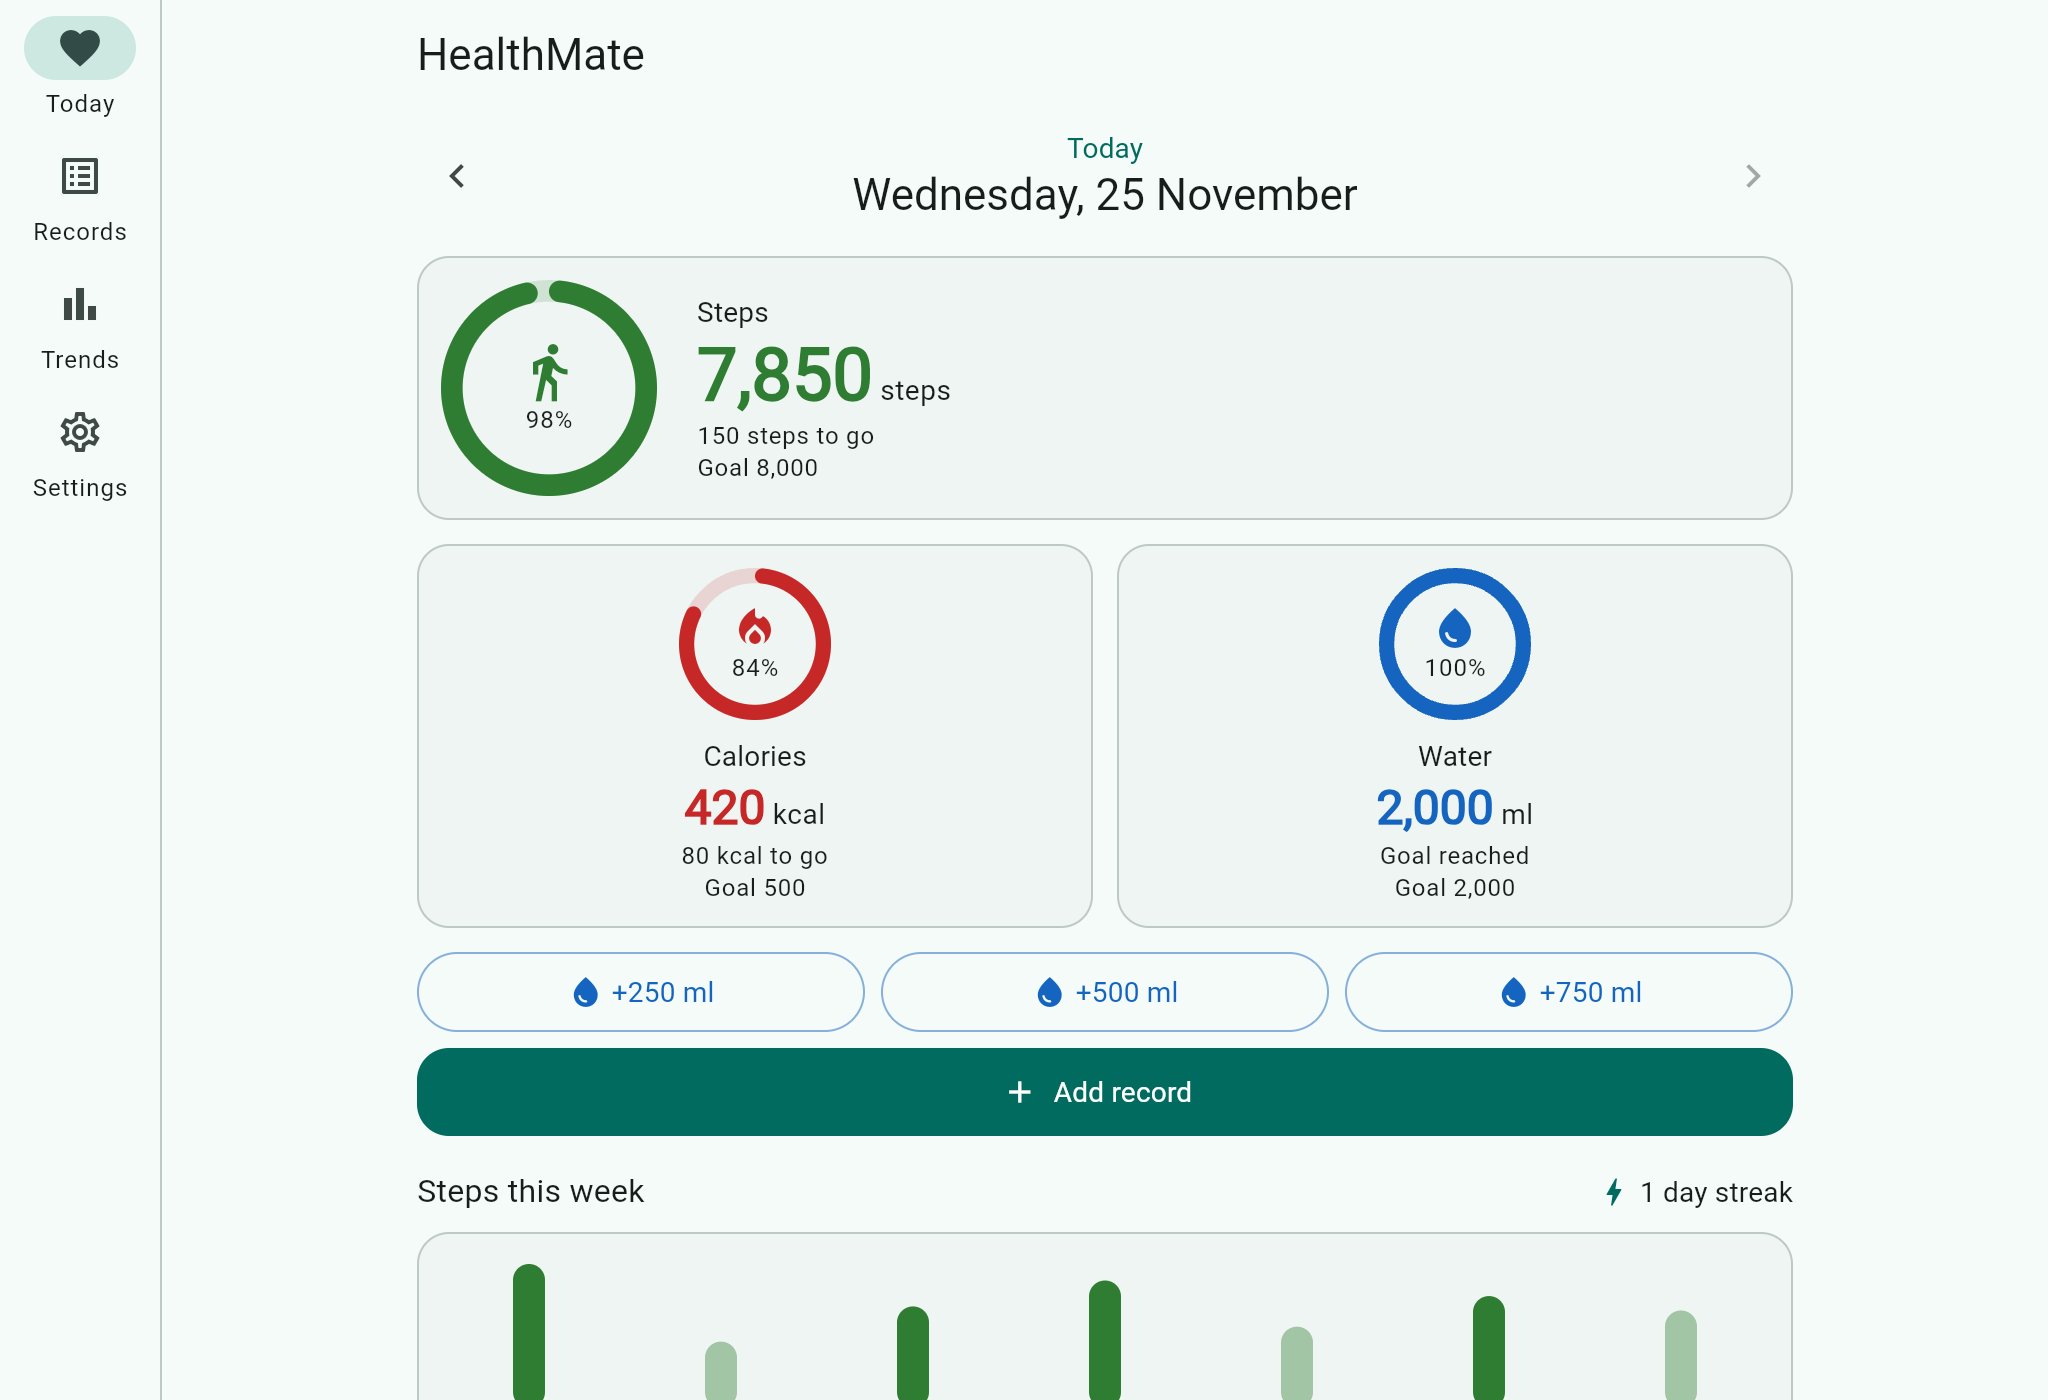 HealthMate
Today
Records
Trends
Settings
Today
Wednesday, 25 November
98%
Steps
7,850 steps
150 steps to go
Goal 8,000
84%
Calories
420 kcal
80 kcal to go
Goal 500
100%
Water
2,000 ml
Goal reached
Goal 2,000
+250 ml
+500 ml
+750 ml
Add record
Steps this week
1 day streak